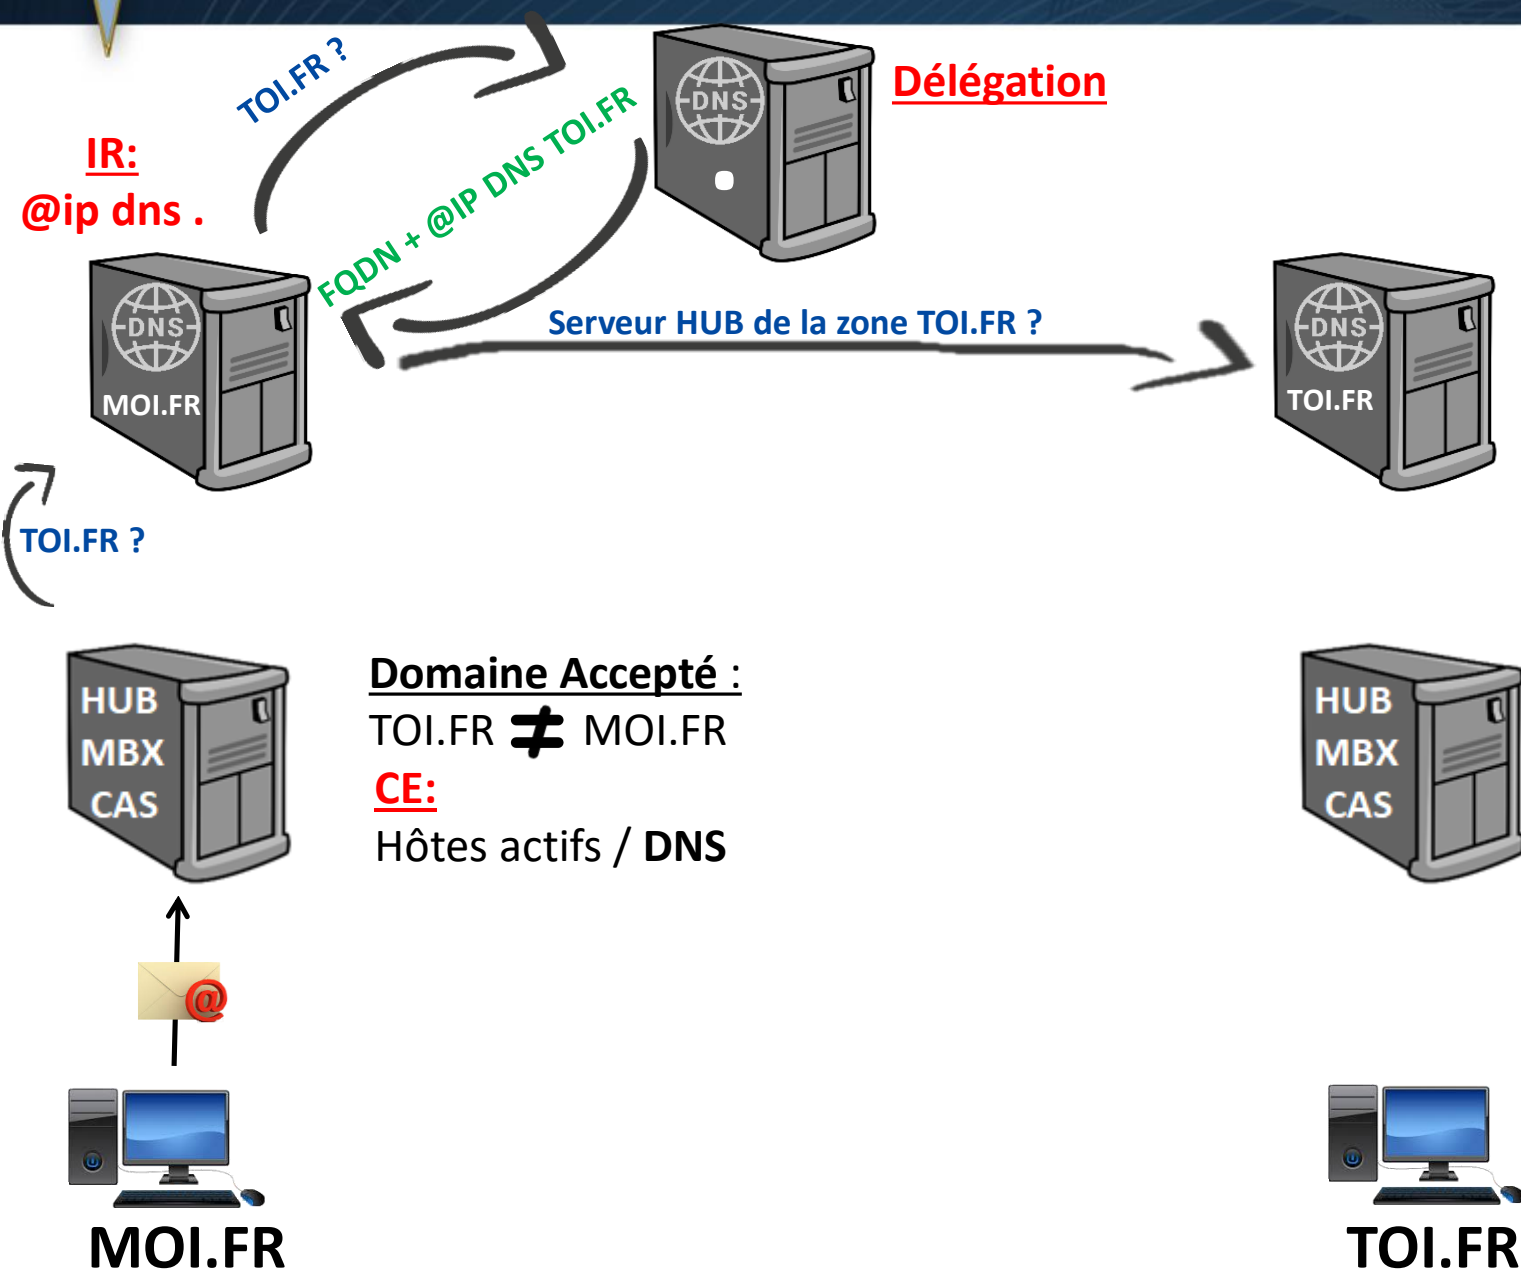 TOI.FR ?
DNS
Délégation
FQDN + @IP DNS TOI.FR
IR:
@ip dns .
DNS
MOI.FR
Serveur HUB de la zone TOI.FR ?
DNS
TOI.FR
TOI.FR ?
HUB
MBX
CAS
Domaine Accepté :
TOI.FR ≠ MOI.FR
CE:
Hôtes actifs / DNS
HUB
MBX
CAS
@
MOI.FR
TOI.FR